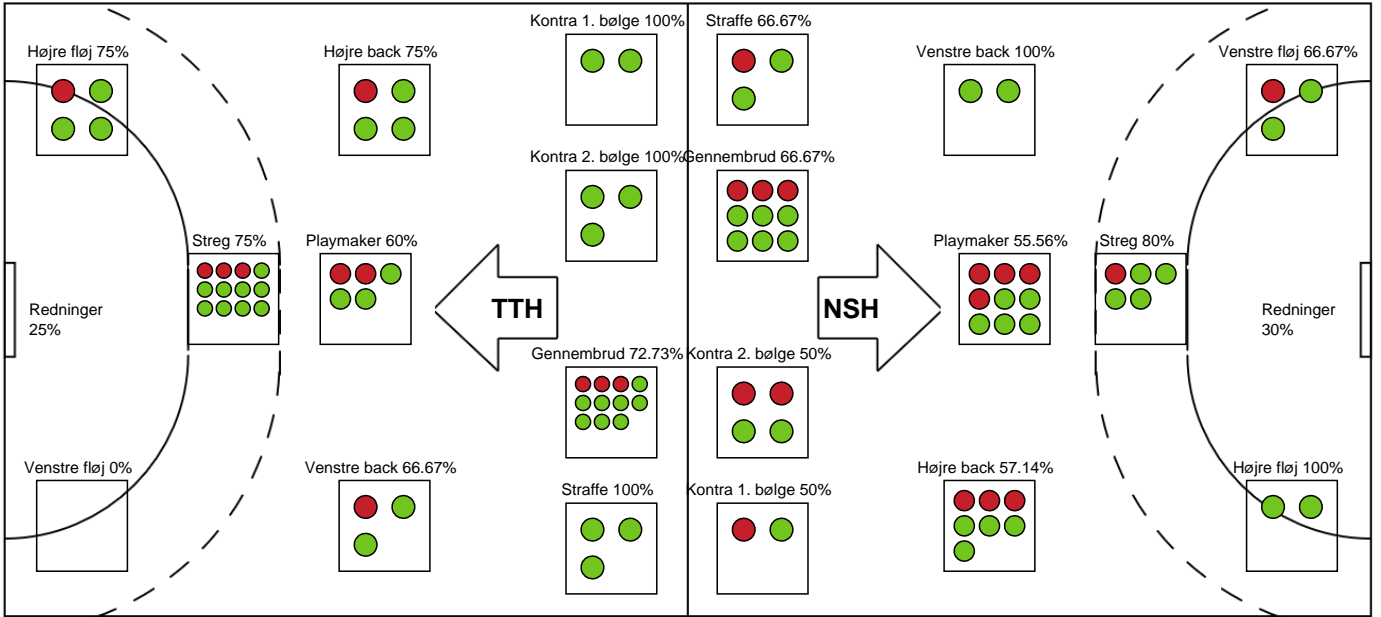 Kontra 1. bølge 100%
Straffe 66.67%
Højre fløj 75%
Højre back 75%
Venstre back 100%
Venstre fløj 66.67%
Kontra 2. bølge 100%
Gennembrud 66.67%
Streg 75%
Playmaker 60%
Playmaker 55.56%
Streg 80%
Redninger
25%
TTH
NSH
Redninger
30%
Gennembrud 72.73%
Kontra 2. bølge 50%
Venstre fløj 0%
Venstre back 66.67%
Straffe 100%
Kontra 1. bølge 50%
Højre back 57.14%
Højre fløj 100%